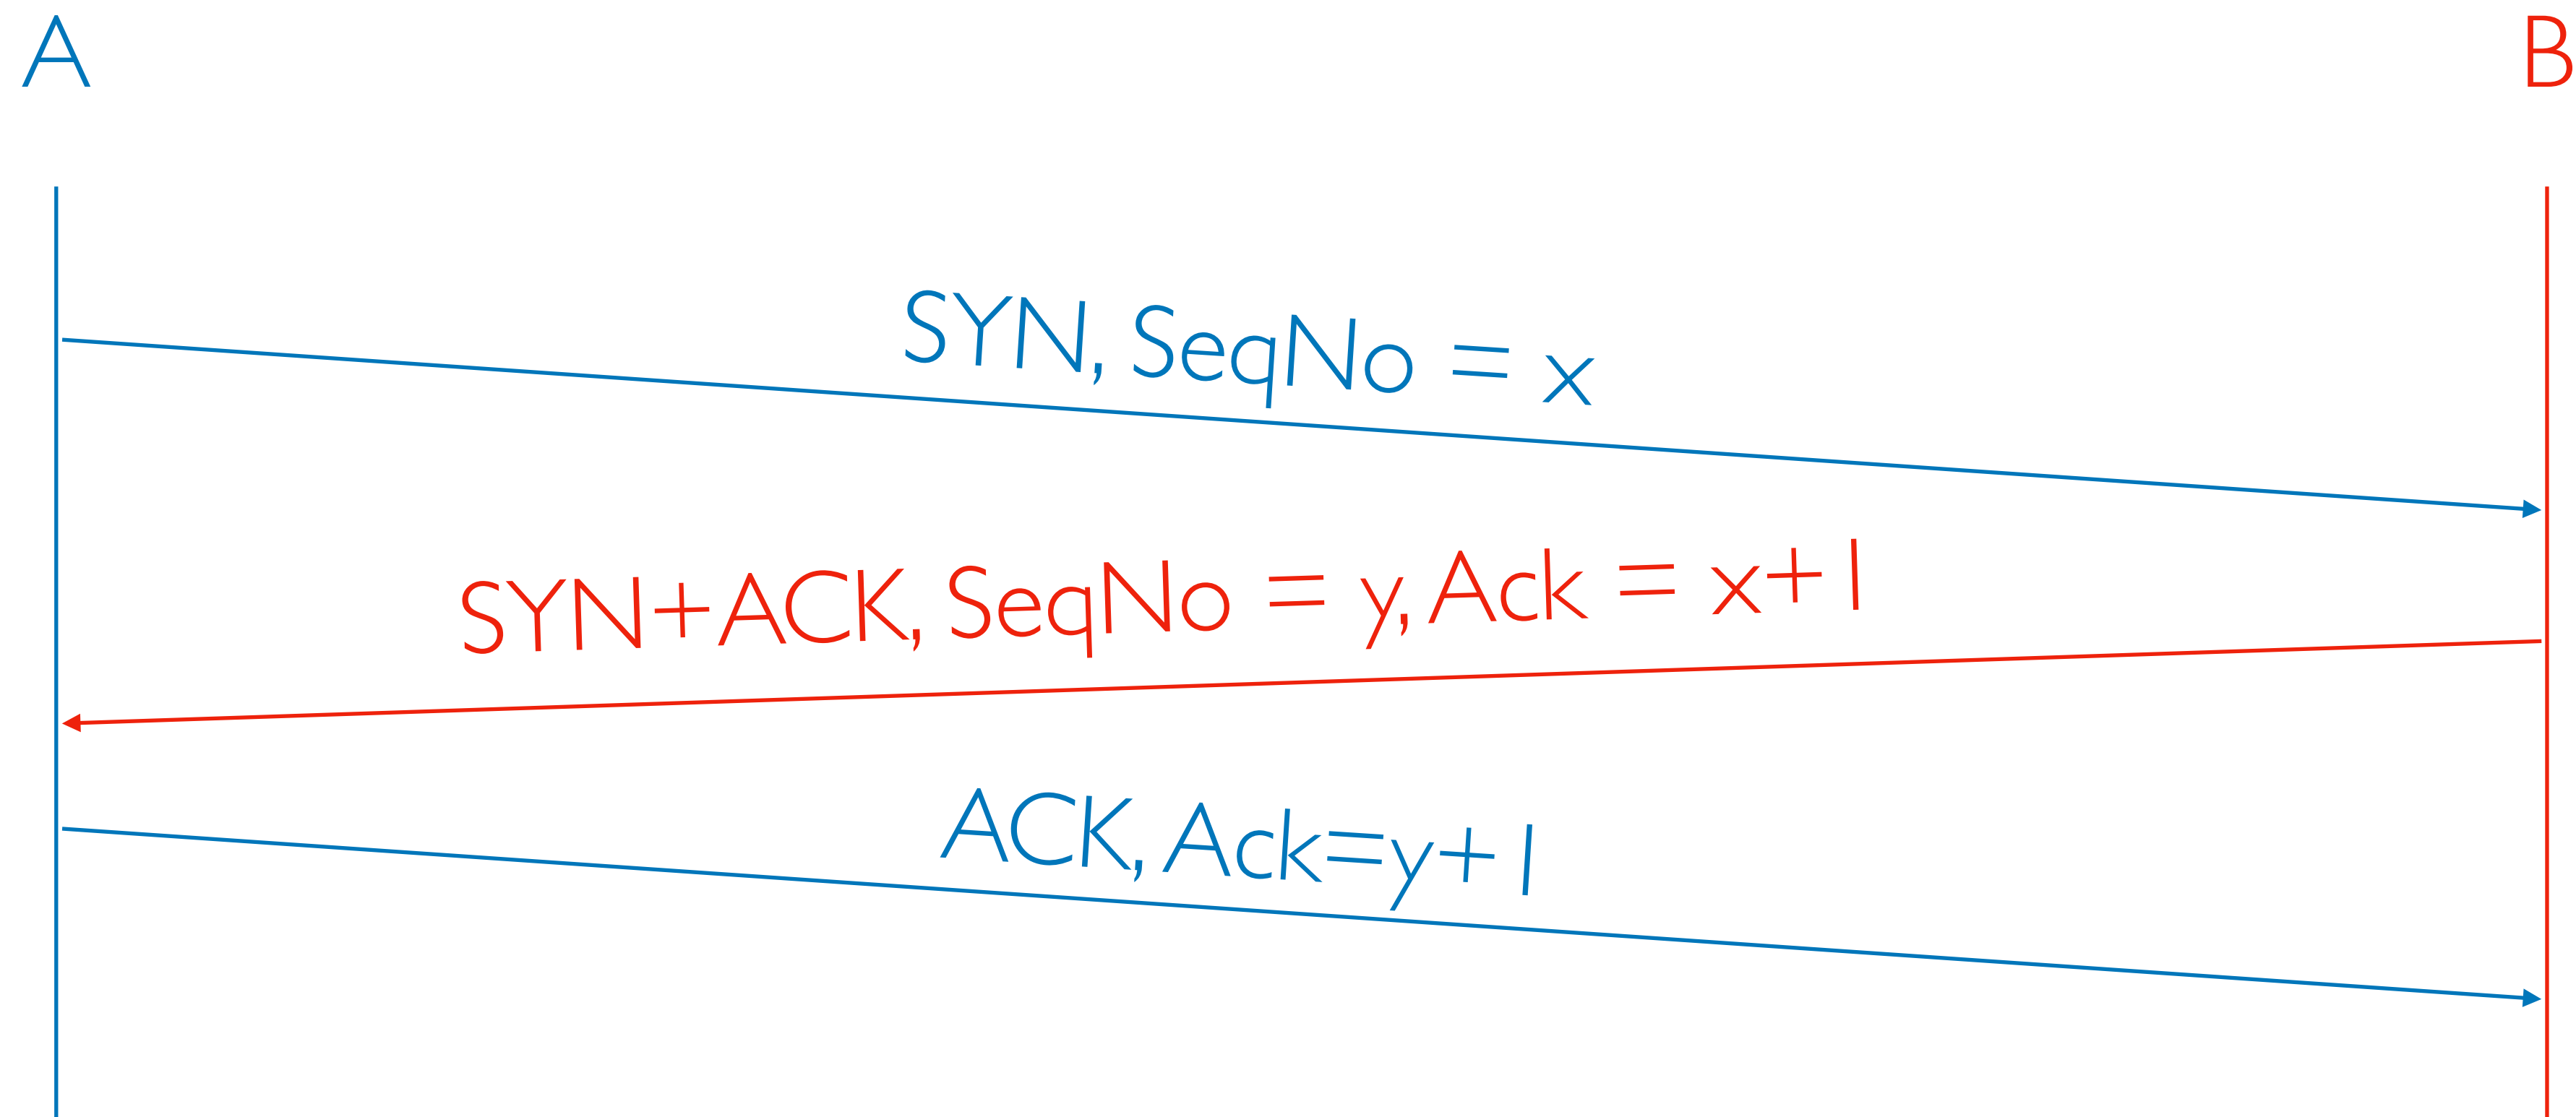 A
B
SYN, SeqNo = x
SYN+ACK, SeqNo = y, Ack = x+1
ACK, Ack=y+1